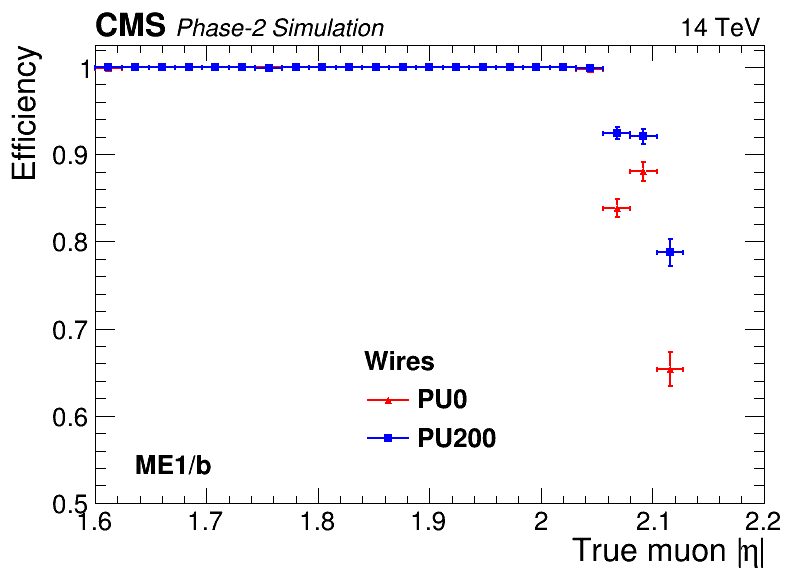 CMS Phase-2 Simulation 14 TeV
Efficiency
1
0.9
0.8
0.7
0.6
0.5
Wires
PU0
PU200
ME1/b
1.6 1.7 1.8 1.9 2 2.1 2.2
True muon |η|